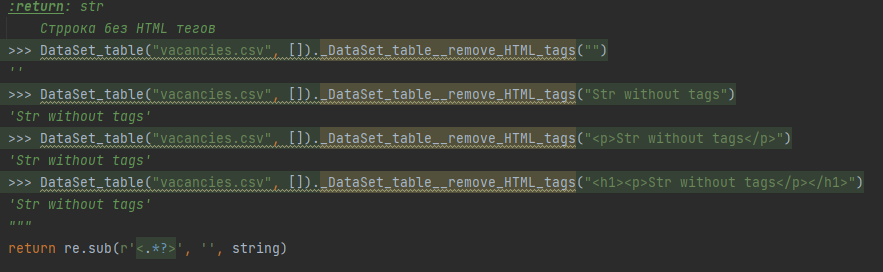 :return: str
Стррока без HTML тегов
>>> DataSet_table("vacancies.csv", [])._DataSet_table__remove_HTML_tags("")
''
>>> DataSet_table("vacancies.csv", [])._DataSet_table__remove_HTML_tags("Str without tags")
'Str without tags'
>>> DataSet_table("vacancies.csv", [])._DataSet_table__remove_HTML_tags("<p>Str without tags</p>")
'Str without tags'
>>> DataSet_table("vacancies.csv", [])._DataSet_table__remove_HTML_tags("<h1><p>Str without tags</p></h1>")
'Str without tags'
"""
return re.sub(r'<.*?>', '', string)